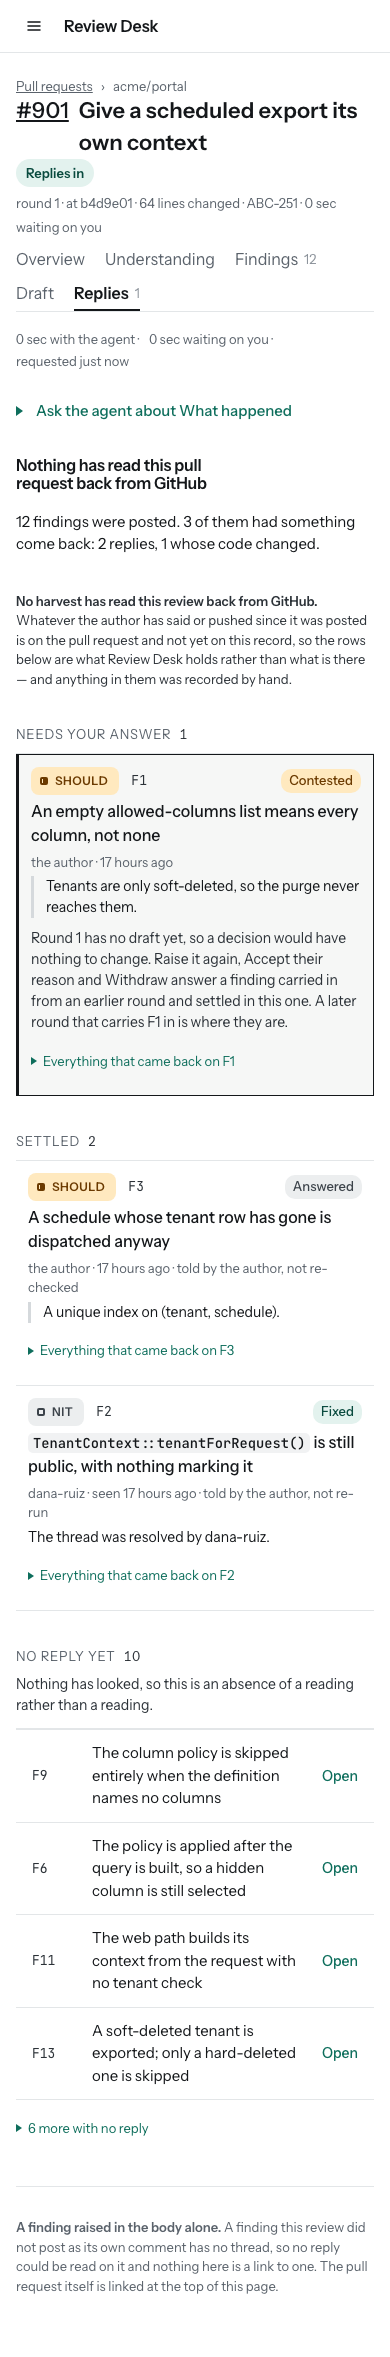 Review Desk
Pull requests › acme/portal
#901 Give a scheduled export its
own context
Replies in
round 1 · at b4d9e01 · 64 lines changed · ABC-251 · 0 sec
waiting on you
Overview Understanding Findings 12
Draft Replies 1
0 sec with the agent · 0 sec waiting on you ·
requested just now
Ask the agent about What happened
Nothing has read this pull
request back from GitHub
12 findings were posted. 3 of them had something
come back: 2 replies, 1 whose code changed.
No harvest has read this review back from GitHub.
Whatever the author has said or pushed since it was posted
is on the pull request and not yet on this record, so the rows
below are what Review Desk holds rather than what is there
— and anything in them was recorded by hand.
NEEDS YOUR ANSWER 1
SHOULD F1 Contested
An empty allowed-columns list means every
column, not none
the author · 17 hours ago
Tenants are only soft-deleted, so the purge never
reaches them.
Round 1 has no draft yet, so a decision would have
nothing to change. Raise it again, Accept their
reason and Withdraw answer a finding carried in
from an earlier round and settled in this one. A later
round that carries F1 in is where they are.
Everything that came back on F1
SETTLED 2
SHOULD F3 Answered
A schedule whose tenant row has gone is
dispatched anyway
the author · 17 hours ago · told by the author, not re-
checked
A unique index on (tenant, schedule).
Everything that came back on F3
NIT F2 Fixed
TenantContext::tenantForRequest() is still
public, with nothing marking it
dana-ruiz · seen 17 hours ago · told by the author, not re-
run
The thread was resolved by dana-ruiz.
Everything that came back on F2
NO REPLY YET 10
Nothing has looked, so this is an absence of a reading
rather than a reading.
The column policy is skipped
F9 entirely when the definition Open
names no columns
The policy is applied after the
F6 query is built, so a hidden Open
column is still selected
The web path builds its
F11 context from the request with Open
no tenant check
A soft-deleted tenant is
F13 exported; only a hard-deleted Open
one is skipped
6 more with no reply
A finding raised in the body alone. A finding this review did
not post as its own comment has no thread, so no reply
could be read on it and nothing here is a link to one. The pull
request itself is linked at the top of this page.